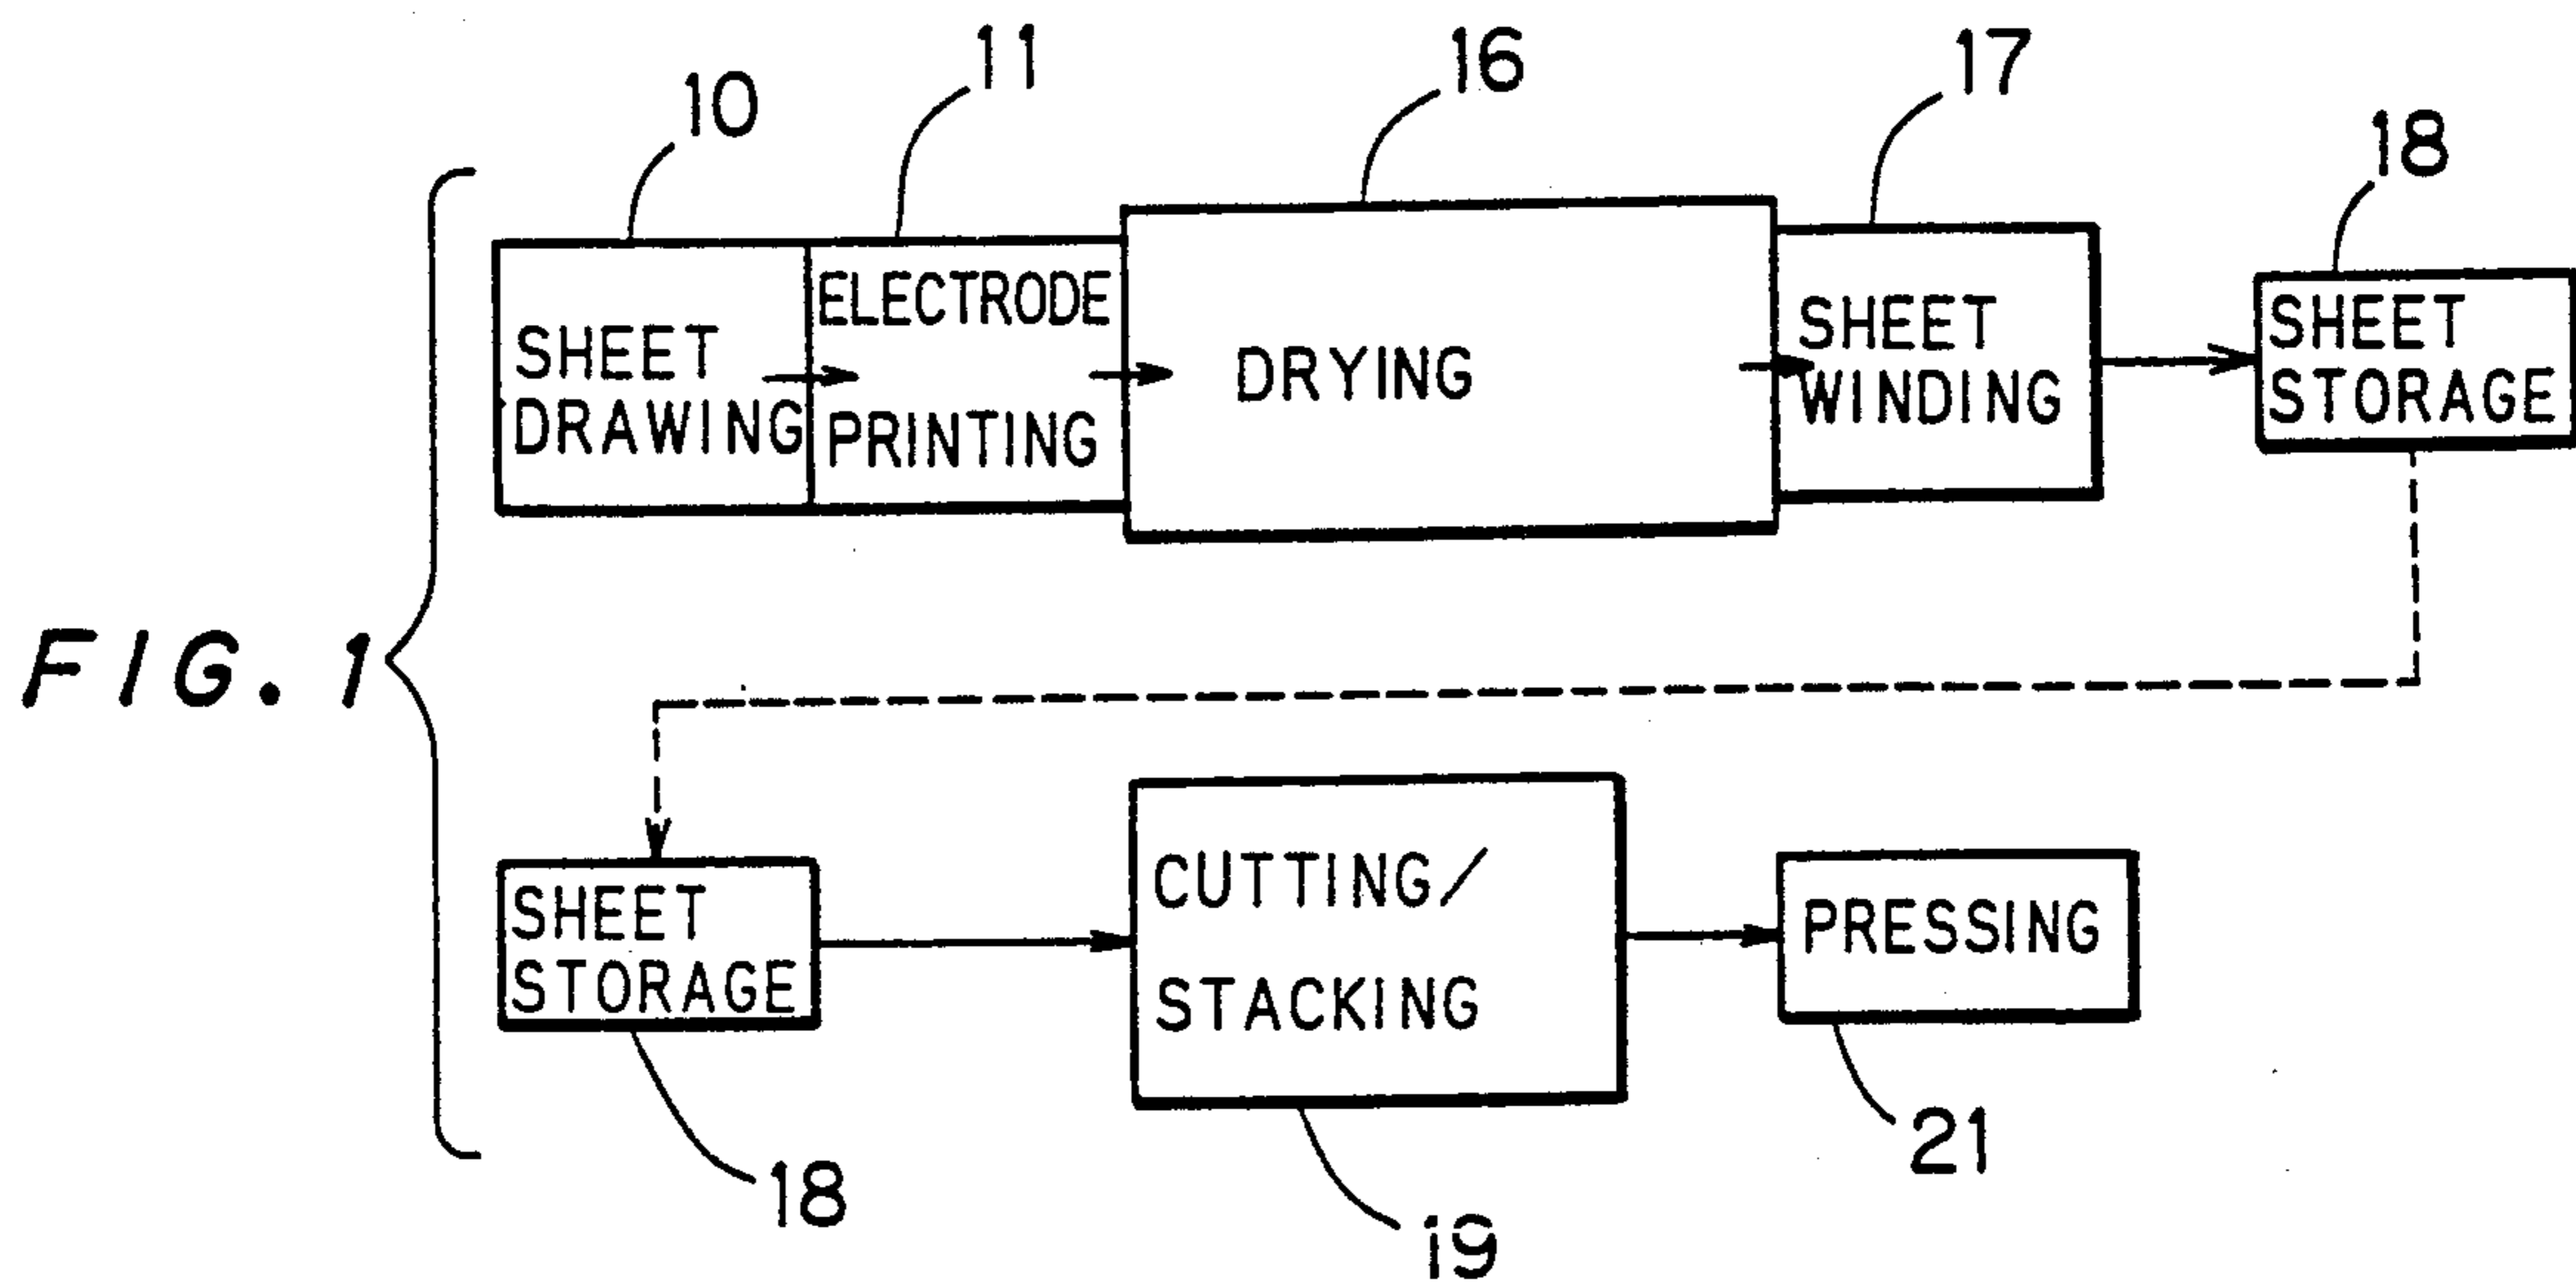 10
11
16
17
18
SHEET
DRAWING
ELECTRODE
PRINTING
DRYING
SHEET
WINDING
SHEET
STORAGE
FIG. 1
SHEET
STORAGE
CUTTING/
STACKING
PRESSING
18
19
21